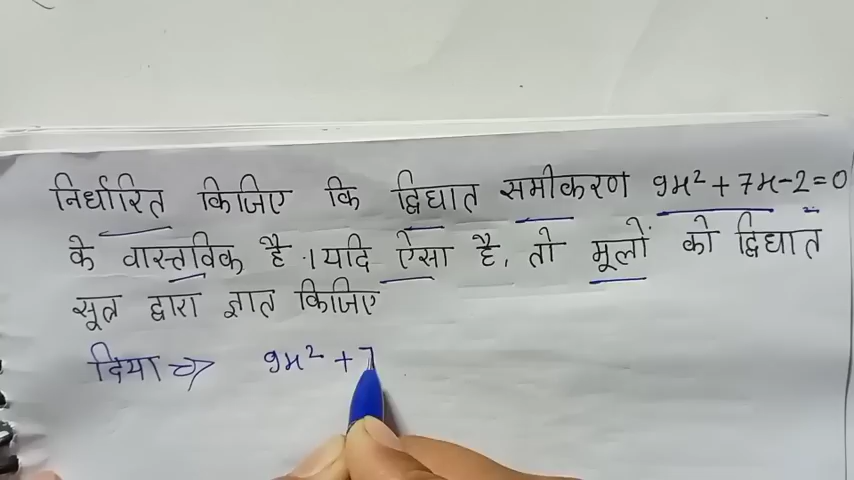 निर्धारित किजिए कि द्विघात समीकरण 9x² + 7x - 2 = 0
के वास्तविक है । यदि ऐसा है, तो मूलों को द्विघात
सूत्र द्वारा ज्ञात किजिए
दिया => 9x² + 7